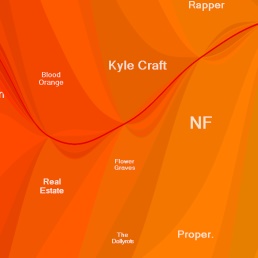 Rapper
Kyle Craft
Blood
Orange
NF
Flower
Graves
Real
Estate
The
Dollyrots
Proper.